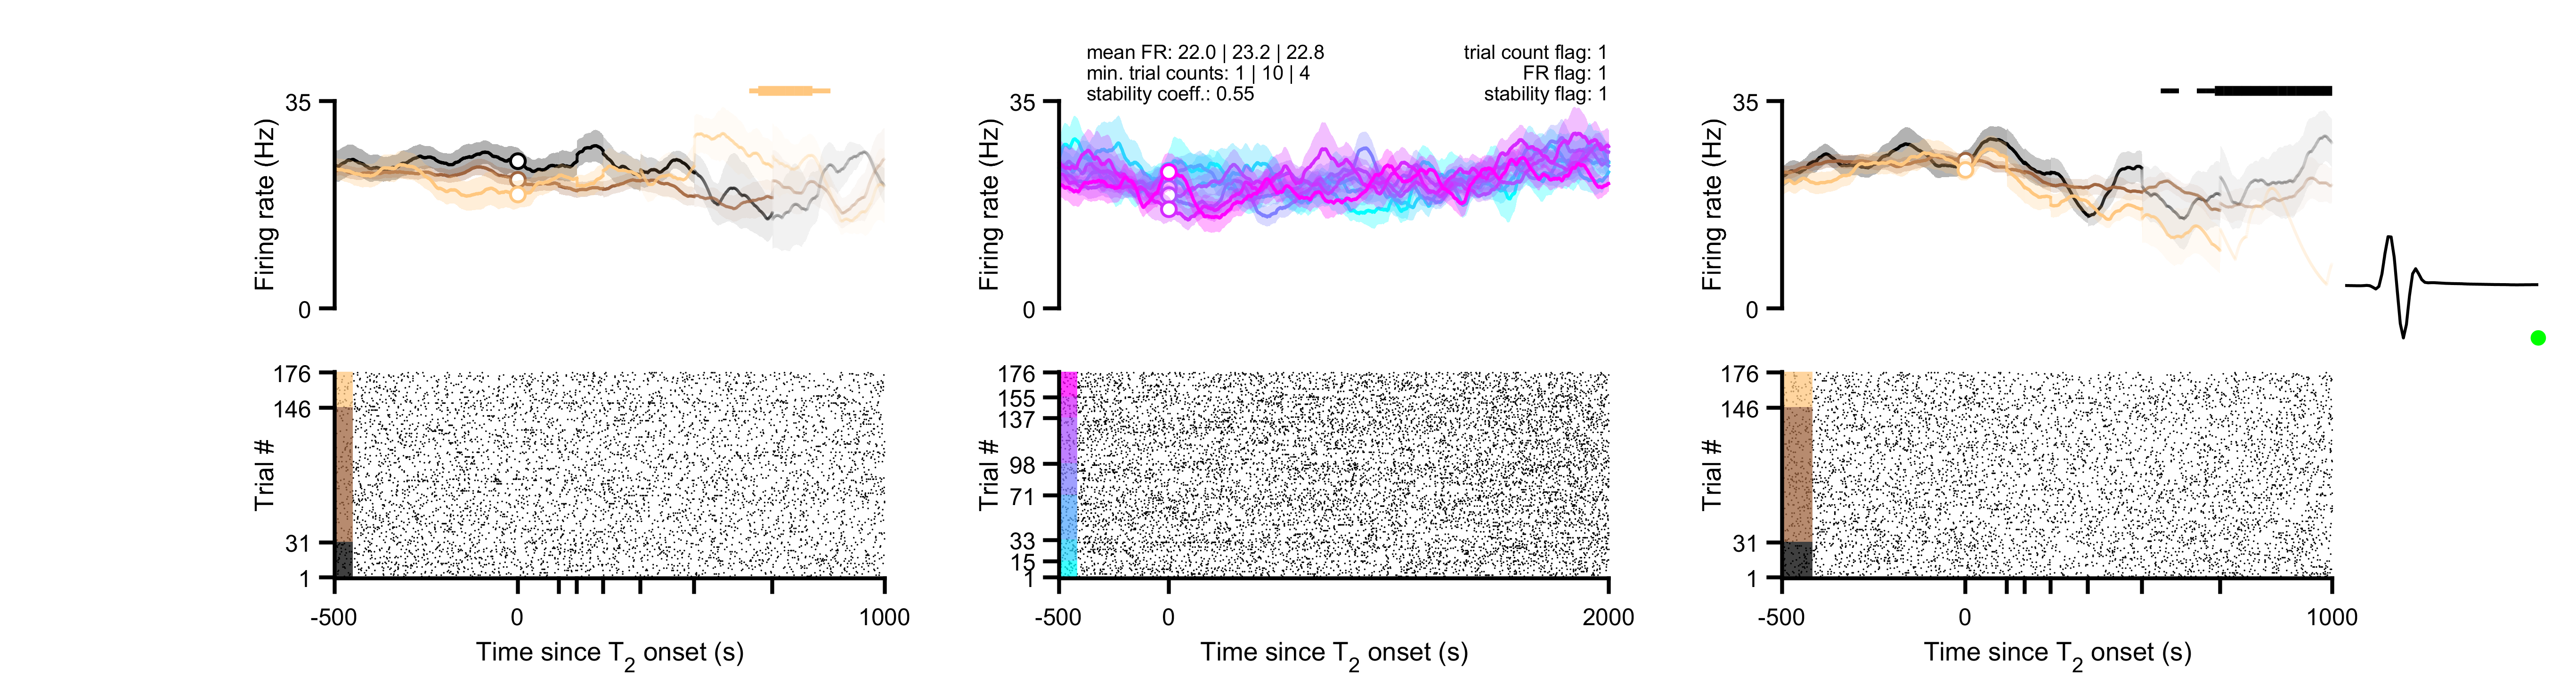 mean FR: 22.0 | 23.2 | 22.8
min. trial counts: 1 | 10 | 4
stability coeff.: 0.55
trial count flag: 1
FR flag: 1
stability flag: 1
35
0
Firing rate (Hz)
176
146
31
1
Trial #
-500
0
1000
Time since T2 onset (s)
35
0
Firing rate (Hz)
176
155
137
98
71
33
15
1
Trial #
-500
0
2000
Time since T2 onset (s)
35
0
Firing rate (Hz)
176
146
31
1
Trial #
-500
0
1000
Time since T2 onset (s)